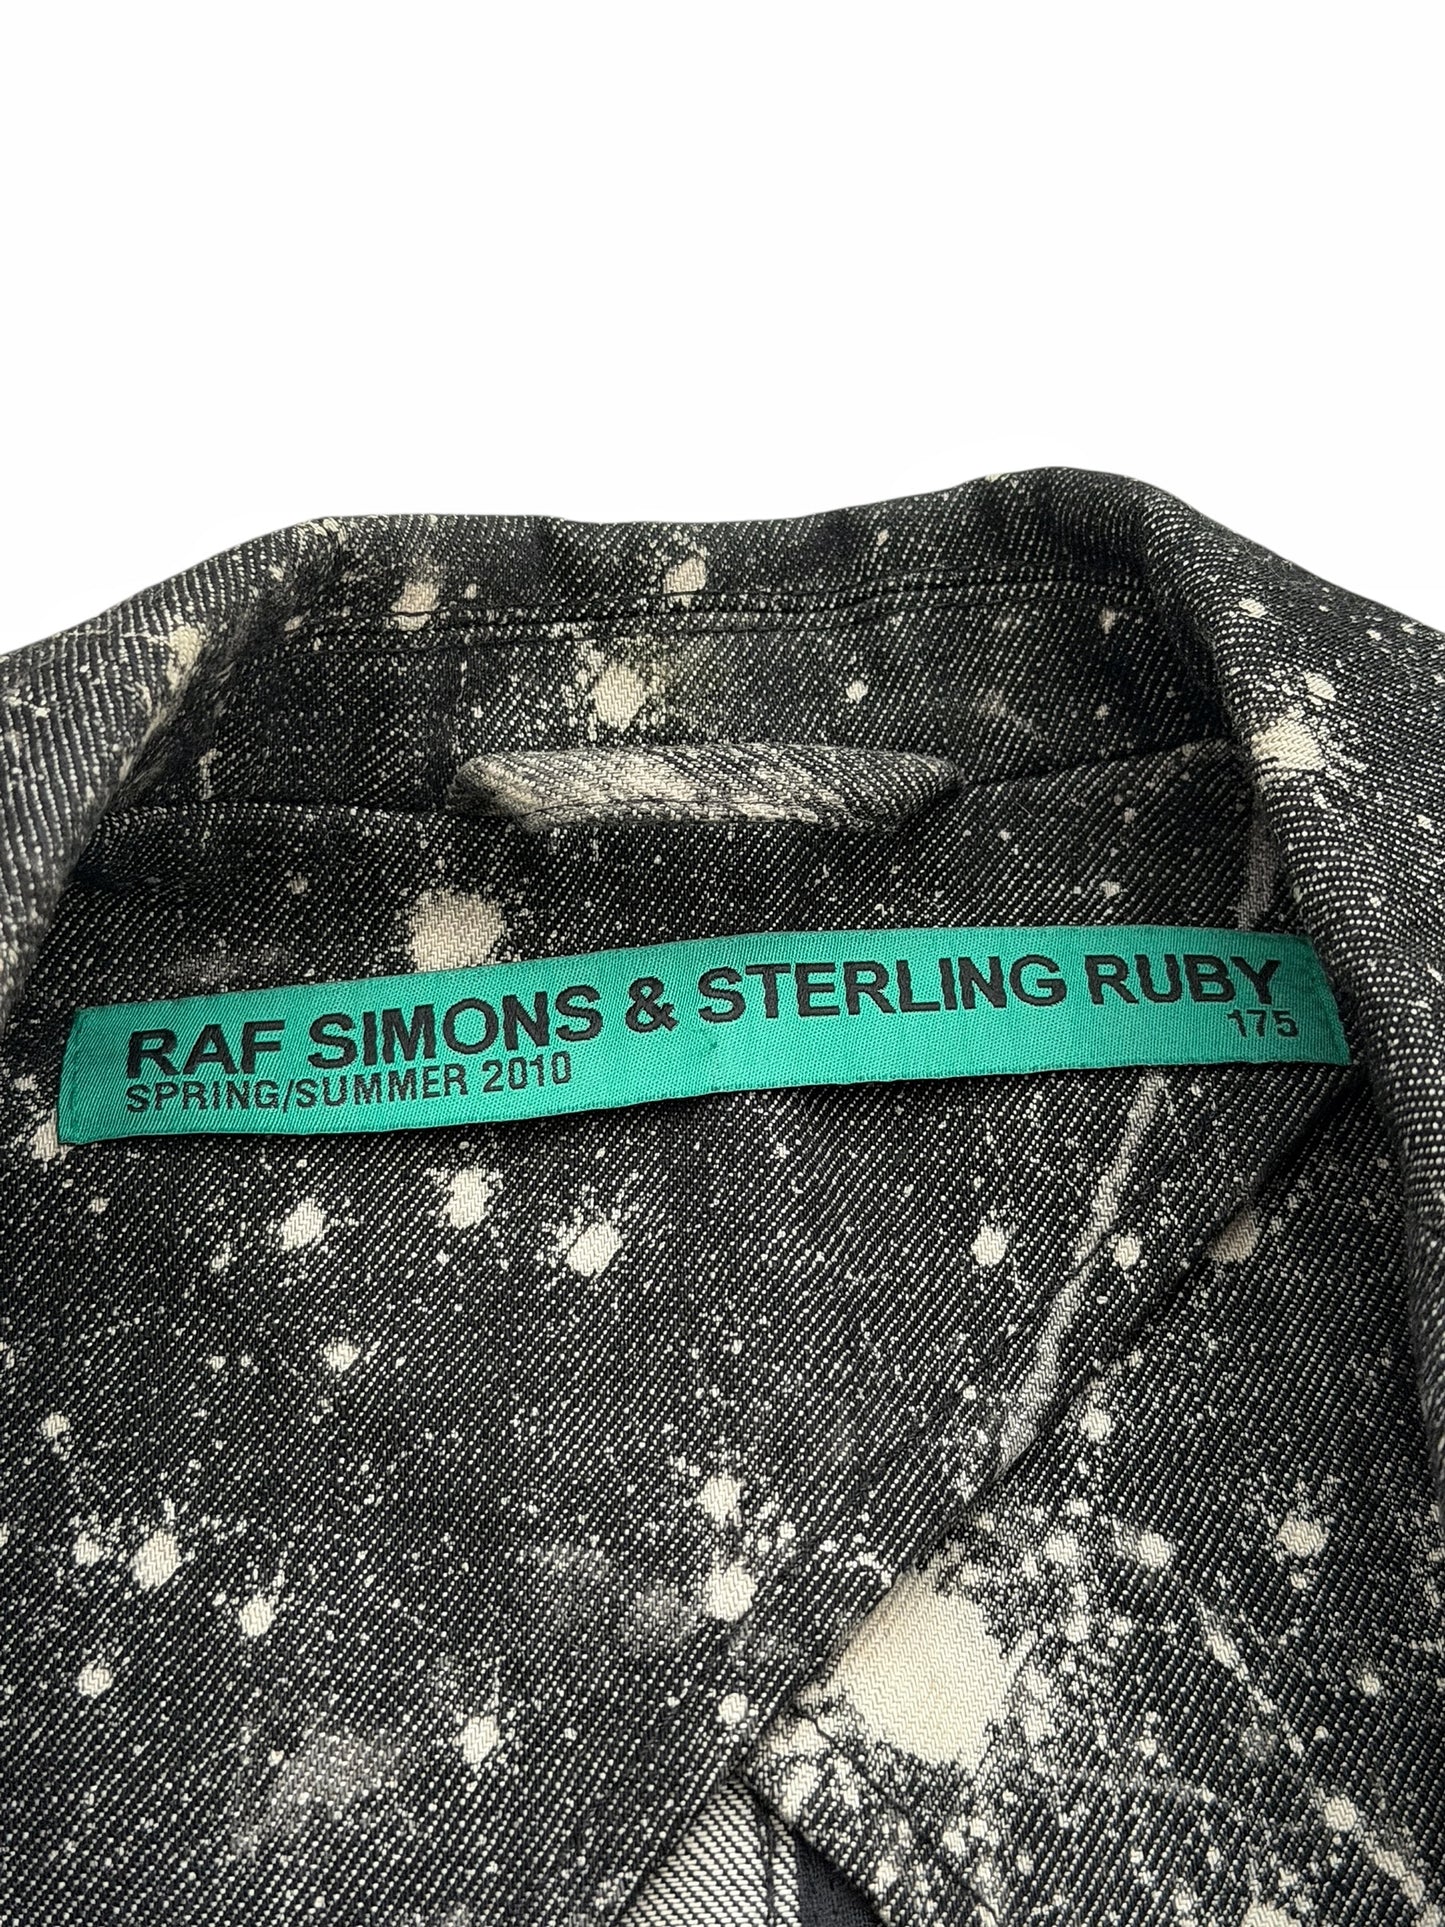 RAF SIMONS & STERLING RUBY
SPRING/SUMMER 2010 175